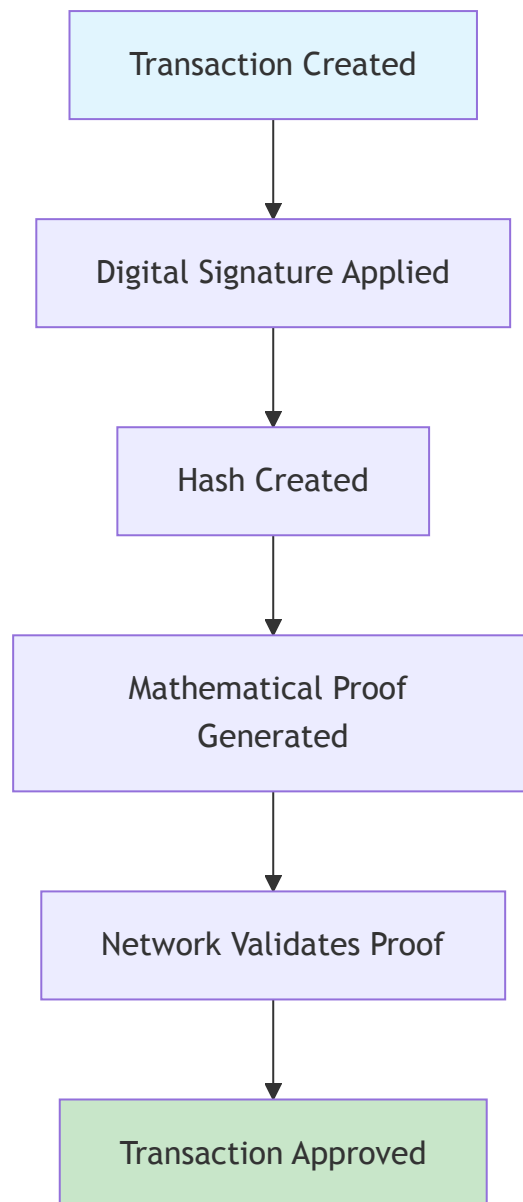 Transaction Created
Digital Signature Applied
Hash Created
Mathematical Proof
Generated
Network Validates Proof
Transaction Approved